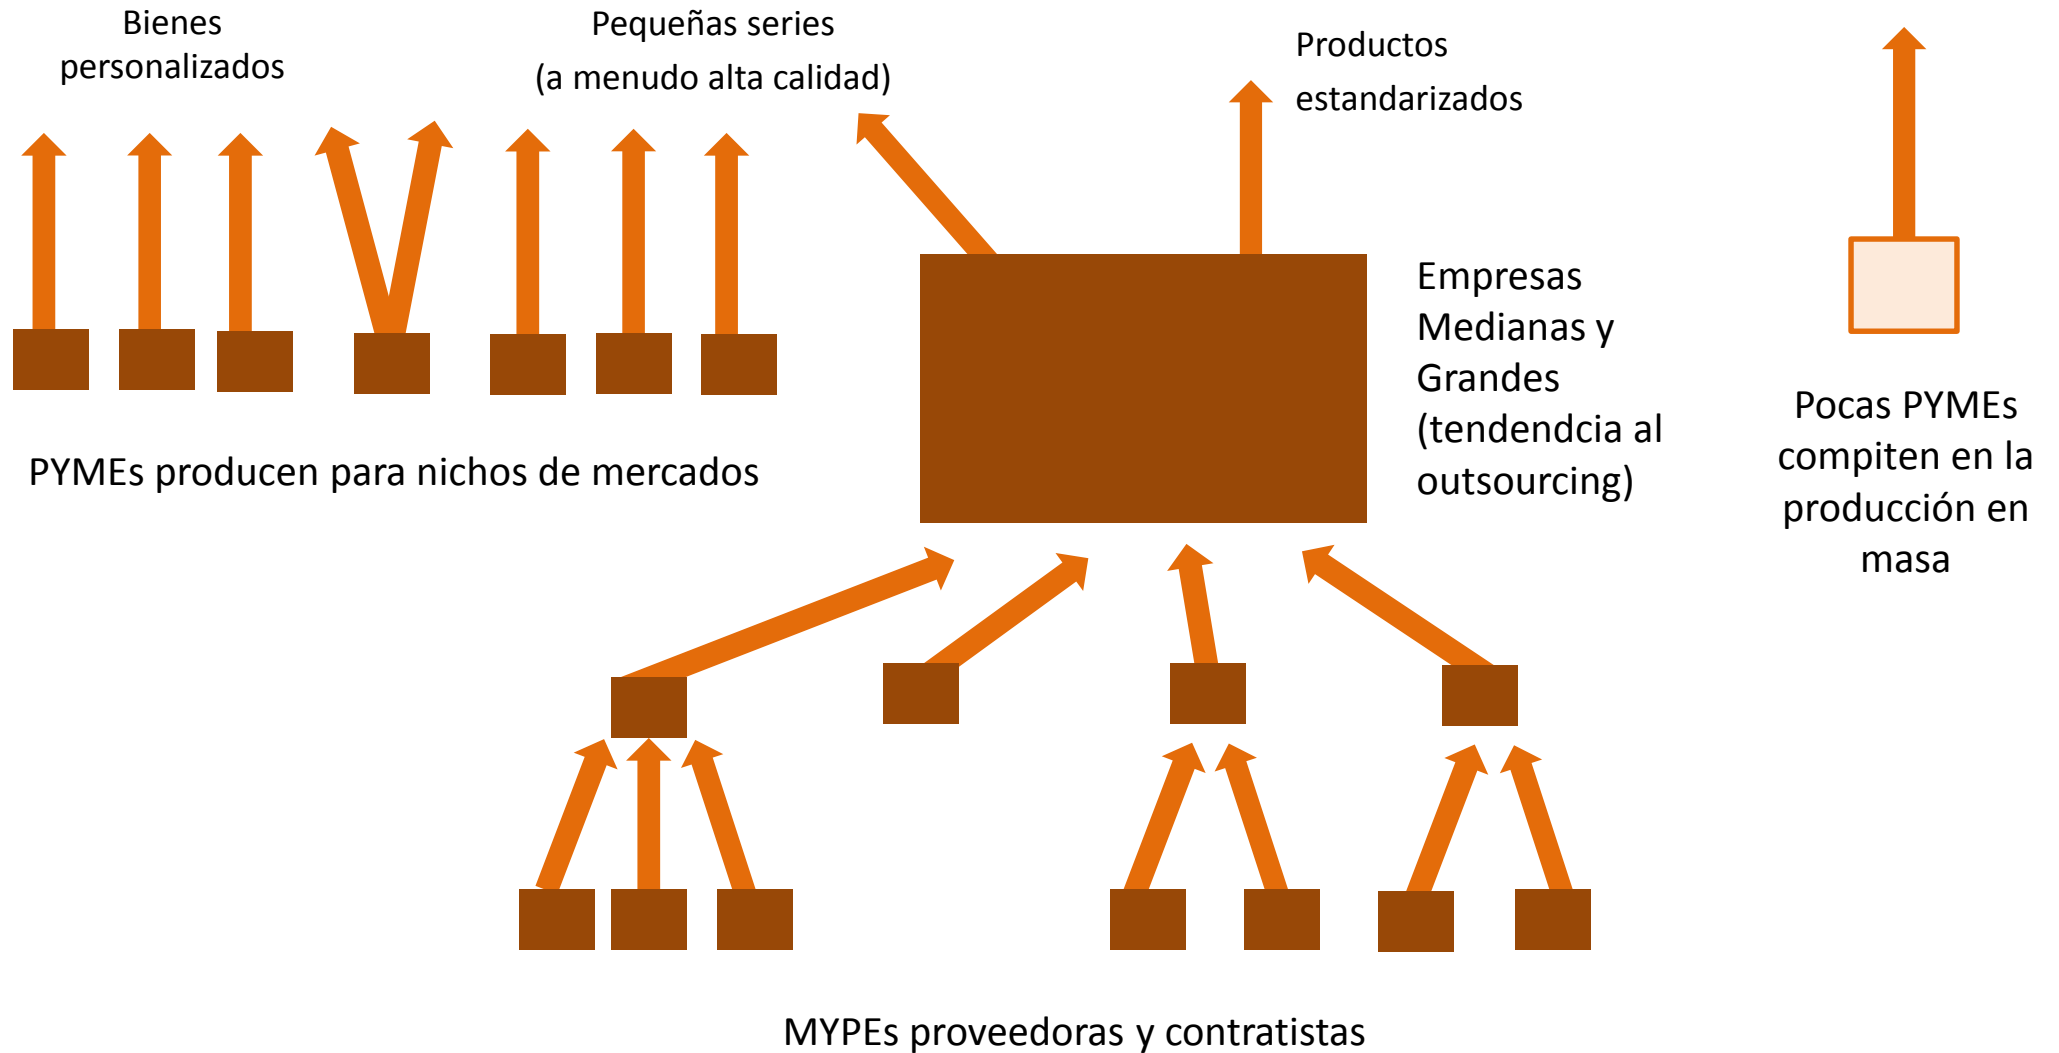 Bienes
personalizados
Pequeñas series
(a menudo alta calidad)
Productos
estandarizados
Empresas
Medianas y
Grandes
(tendendcia al
outsourcing)
Pocas PYMEs
compiten en la
producción en
masa
PYMEs producen para nichos de mercados
MYPEs proveedoras y contratistas